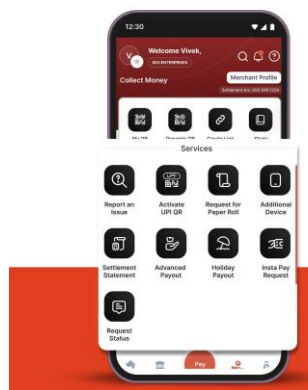 12:30
Welcome Vivek,
Collect Money
Merchant Profile
Services
Report an
Issue
Activate
UPI QR
Request for
Paper Roll
Additional
Device
Settlement
Statement
Advanced
Payout
Holiday
Payout
Insta Pay
Request
Request
Status
Pay